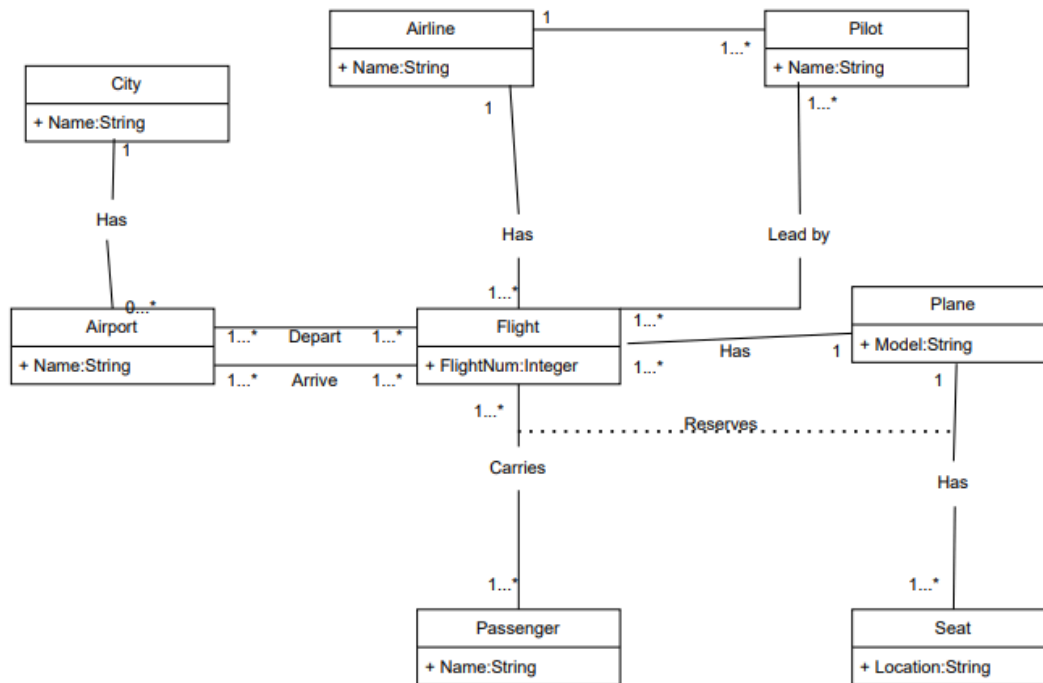 Airline
+ Name:String
1
1...*
Pilot
+ Name:String
City
+ Name:String
1
1
1...*
Has
Has
Lead by
0...*
1...*
Airport
+ Name:String
1...*
Depart
1...*
1...*
Arrive
1...*
Flight
+ FlightNum:Integer
1...*
1...*
Has
1
Plane
+ Model:String
1...*
1
Reserves
Carries
Has
1...*
1...*
Passenger
+ Name:String
Seat
+ Location:String